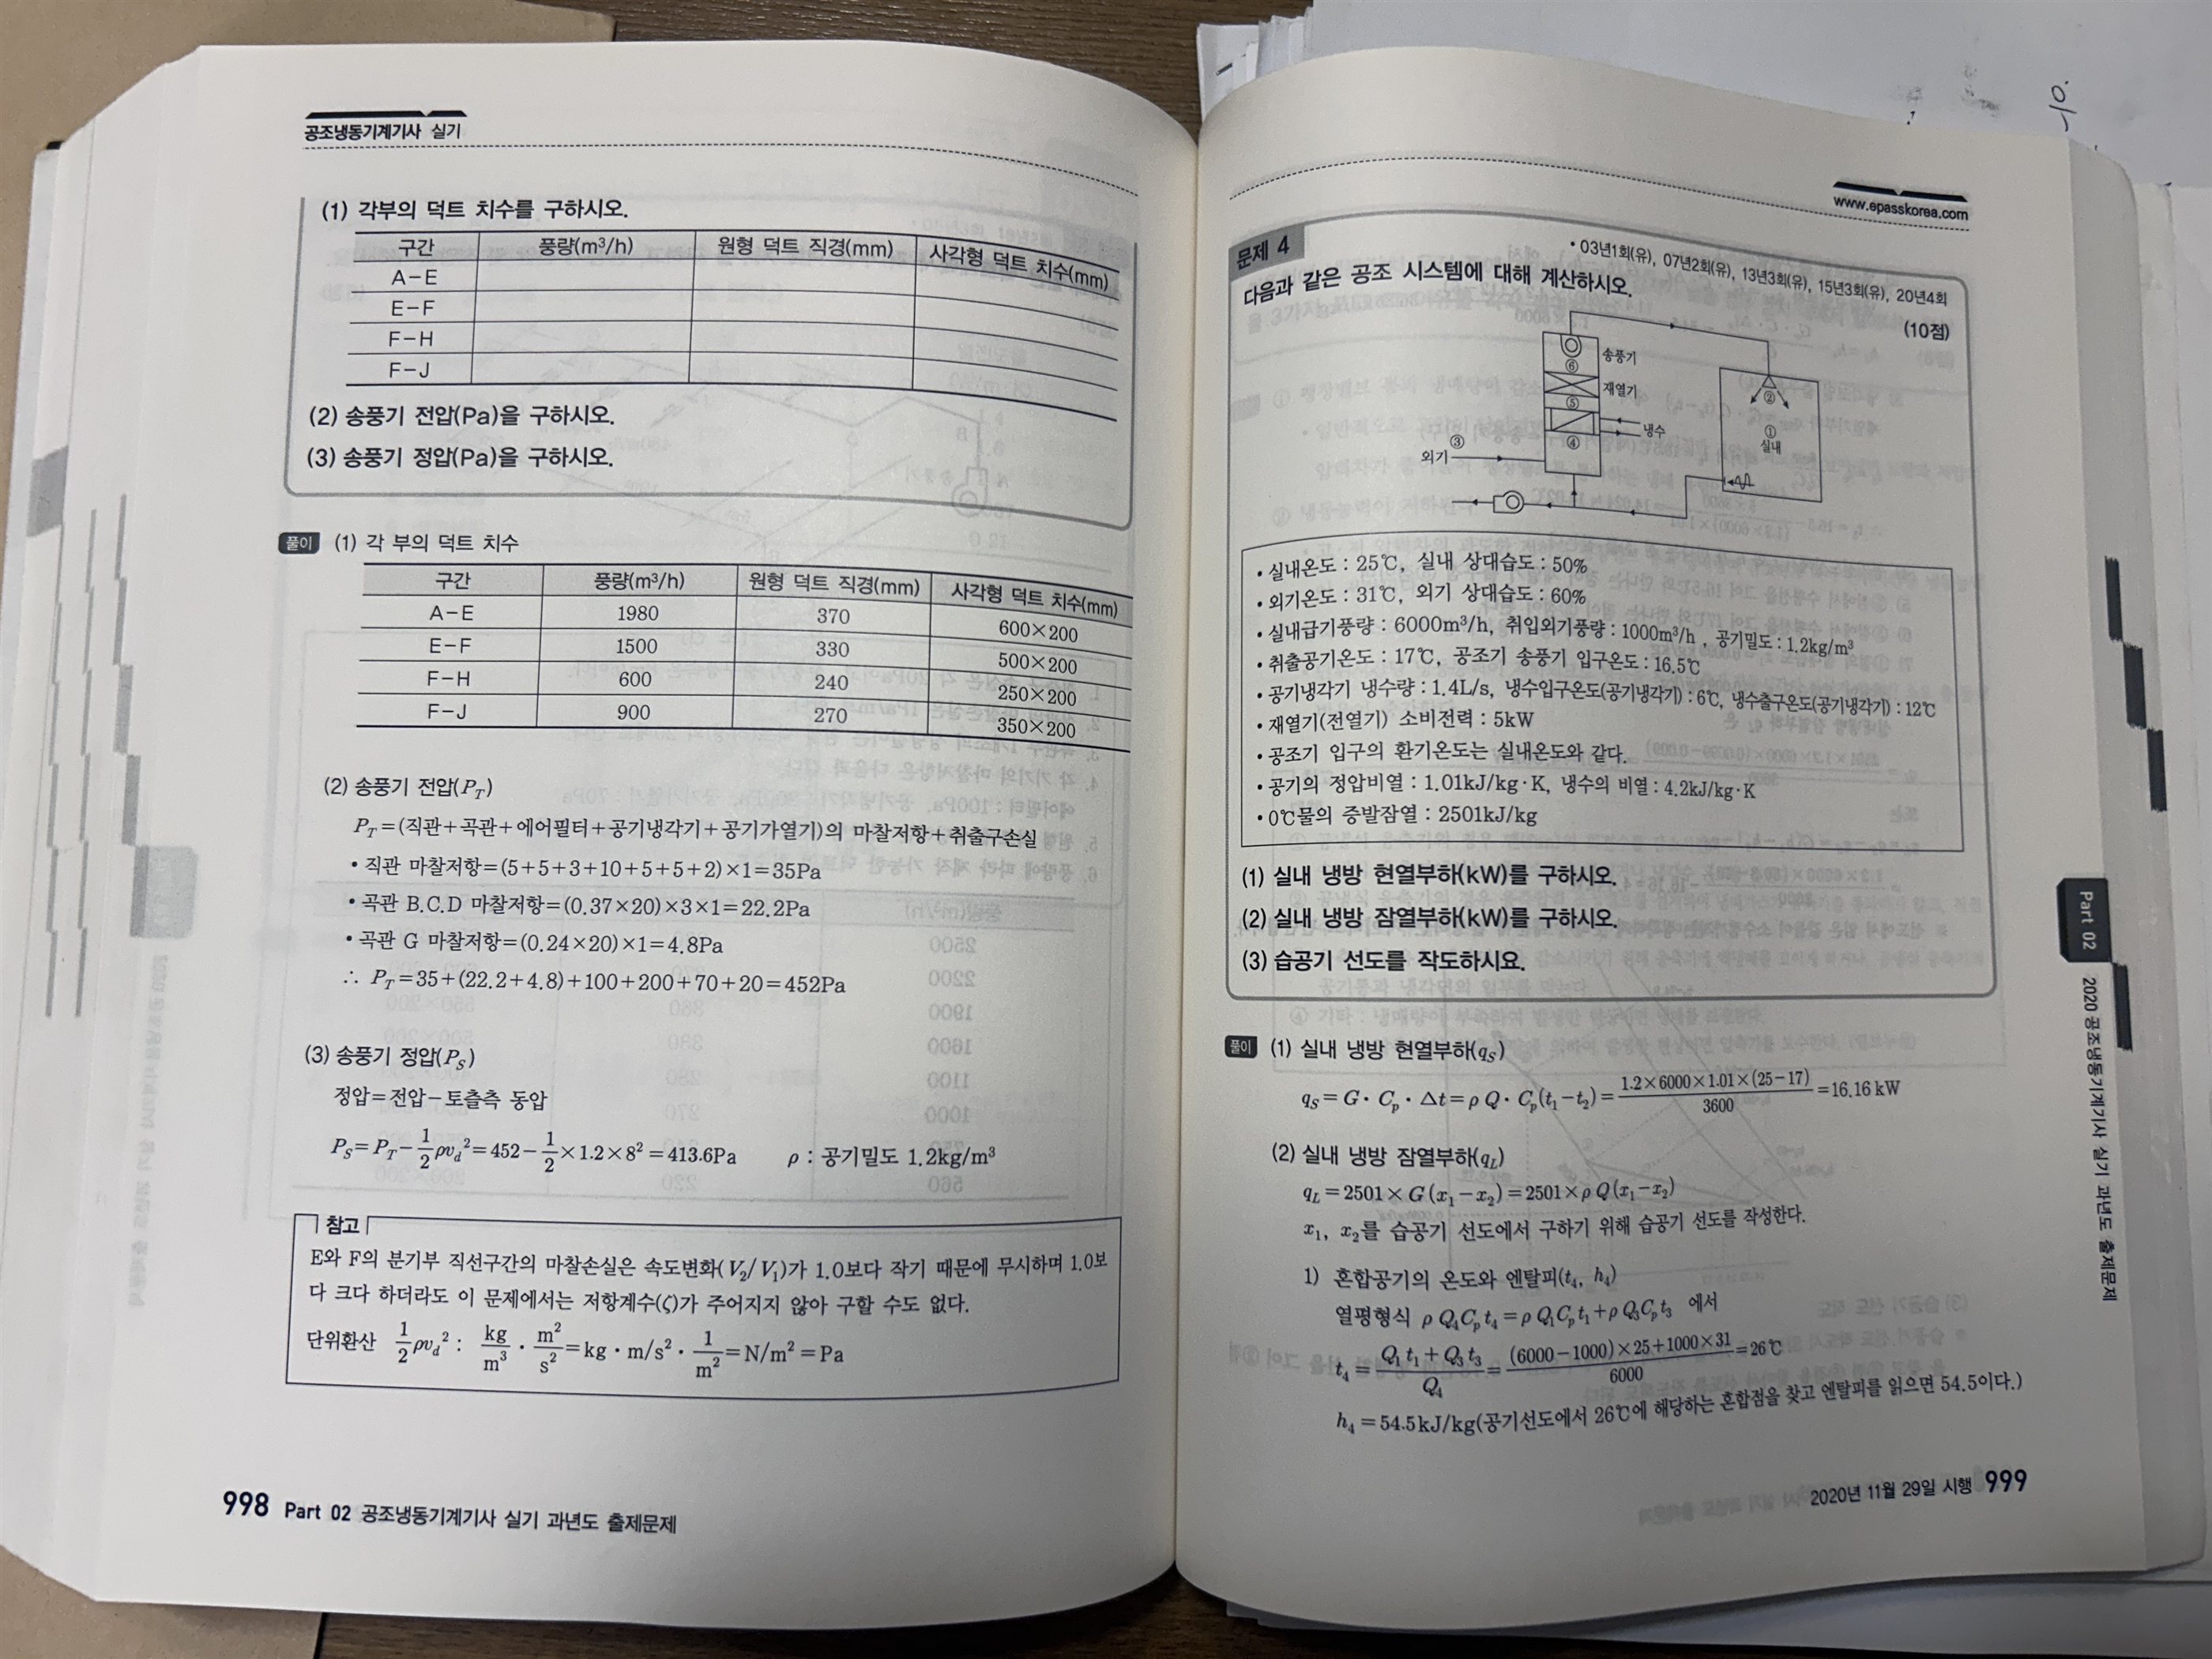 공조냉동기계기사 실기
(1) 각부의 덕트 치수를 구하시오.
구간 풍량(m³/h) 원형 덕트 직경(mm) 사각형 덕트 치수(mm)
A-E
E-F
F-H
F-J
(2) 송풍기 전압(Pa)을 구하시오.
(3) 송풍기 정압(Pa)을 구하시오.
풀이 (1) 각 부의 덕트 치수
구간 풍량(m³/h) 원형 덕트 직경(mm) 사각형 덕트 치수(mm)
A-E 1980 370 600×200
E-F 1500 330 500×200
F-H 600 240 250×200
F-J 900 270 350×200
(2) 송풍기 전압(P_T)
P_T=(직관+곡관+에어필터+공기냉각기+공기가열기)의 마찰저항+취출구손실
• 직관 마찰저항=(5+5+3+10+5+5+2)×1=35Pa
• 곡관 B.C.D 마찰저항=(0.37×20)×3×1=22.2Pa
• 곡관 G 마찰저항=(0.24×20)×1=4.8Pa
∴ P_T=35+(22.2+4.8)+100+200+70+20=452Pa
(3) 송풍기 정압(P_S)
정압=전압-토출측 동압
P_S=P_T-1/2ρv_d²=452-1/2×1.2×8²=413.6Pa ρ : 공기밀도 1.2kg/m³
참고
E와 F의 분기부 직선구간의 마찰손실은 속도변화(V₂/V₁)가 1.0보다 작기 때문에 무시하며 1.0보
다 크다 하더라도 이 문제에서는 저항계수(ζ)가 주어지지 않아 구할 수도 없다.
단위환산 1/2ρv_d² : kg/m³·m²/s²=kg·m/s²·1/m²=N/m²=Pa
998 Part 02 공조냉동기계기사 실기 과년도 출제문제
www.epasskorea.com
문제 4 • 03년1회(유), 07년2회(유), 13년3회(유), 15년3회(유), 20년4회
다음과 같은 공조 시스템에 대해 계산하시오.
(10점)
⑥ 송풍기
재열기
⑤
④ 냉수
③
외기
②
①
실내
• 실내온도 : 25℃, 실내 상대습도 : 50%
• 외기온도 : 31℃, 외기 상대습도 : 60%
• 실내급기풍량 : 6000m³/h, 취입외기풍량 : 1000m³/h , 공기밀도 : 1.2kg/m³
• 취출공기온도 : 17℃, 공조기 송풍기 입구온도 : 16.5℃
• 공기냉각기 냉수량 : 1.4L/s, 냉수입구온도(공기냉각기) : 6℃, 냉수출구온도(공기냉각기) : 12℃
• 재열기(전열기) 소비전력 : 5kW
• 공조기 입구의 환기온도는 실내온도와 같다.
• 공기의 정압비열 : 1.01kJ/kg·K, 냉수의 비열 : 4.2kJ/kg·K
• 0℃물의 증발잠열 : 2501kJ/kg
(1) 실내 냉방 현열부하(kW)를 구하시오.
(2) 실내 냉방 잠열부하(kW)를 구하시오.
(3) 습공기 선도를 작도하시요.
풀이 (1) 실내 냉방 현열부하(q_S)
q_S=G·C_p·Δt=ρQ·C_p(t₁-t₂)=1.2×6000×1.01×(25-17)/3600=16.16kW
(2) 실내 냉방 잠열부하(q_L)
q_L=2501×G(x₁-x₂)=2501×ρQ(x₁-x₂)
x₁, x₂를 습공기 선도에서 구하기 위해 습공기 선도를 작성한다.
1) 혼합공기의 온도와 엔탈피(t₄, h₄)
열평형식 ρQ₄C_pt₄=ρQ₁C_pt₁+ρQ₃C_pt₃ 에서
t₄=Q₁t₁+Q₃t₃/Q₄=(6000-1000)×25+1000×31/6000=26℃
h₄=54.5kJ/kg(공기선도에서 26℃에 해당하는 혼합점을 찾고 엔탈피를 읽으면 54.5이다.)
2020년 11월 29일 시행 999
Part 02
2020 공조냉동기계기사 실기 과년도 출제문제